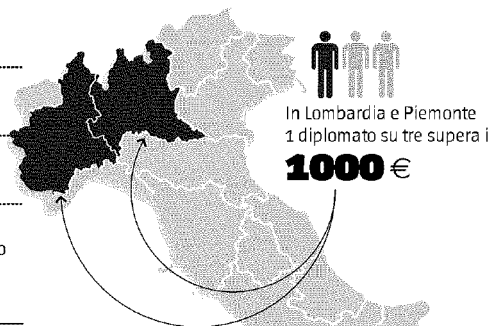 In Lombardia e Piemonte
1 diplomato su tre supera i
1000 €
o